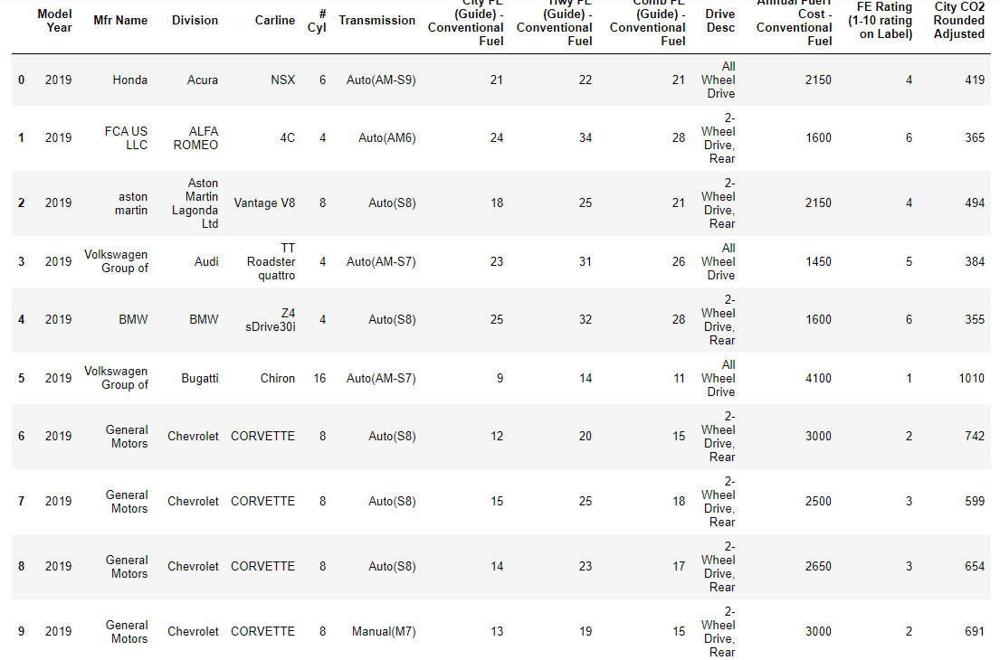 Model Year Mfr Name Division Carline # Cyl Transmission City FE (Guide) - Conventional Fuel Hwy FE (Guide) - Conventional Fuel Comb FE (Guide) - Conventional Fuel Drive Desc Annual Fuel1 Cost - Conventional Fuel FE Rating (1-10 rating on Label) City CO2 Rounded Adjusted
0 2019 Honda Acura NSX 6 Auto(AM-S9) 21 22 21 All Wheel Drive 2150 4 419
1 2019 FCA US LLC ALFA ROMEO 4C 4 Auto(AM6) 24 34 28 2-Wheel Drive, Rear 1600 6 365
2 2019 aston martin Aston Martin Lagonda Ltd Vantage V8 8 Auto(S8) 18 25 21 2-Wheel Drive, Rear 2150 4 494
3 2019 Volkswagen Group of Audi TT Roadster quattro 4 Auto(AM-S7) 23 31 26 All Wheel Drive 1450 5 384
4 2019 BMW BMW Z4 sDrive30i 4 Auto(S8) 25 32 28 2-Wheel Drive, Rear 1600 6 355
5 2019 Volkswagen Group of Bugatti Chiron 16 Auto(AM-S7) 9 14 11 All Wheel Drive 4100 1 1010
6 2019 General Motors Chevrolet CORVETTE 8 Auto(S8) 12 20 15 2-Wheel Drive, Rear 3000 2 742
7 2019 General Motors Chevrolet CORVETTE 8 Auto(S8) 15 25 18 2-Wheel Drive, Rear 2500 3 599
8 2019 General Motors Chevrolet CORVETTE 8 Auto(S8) 14 23 17 2-Wheel Drive, Rear 2650 3 654
9 2019 General Motors Chevrolet CORVETTE 8 Manual(M7) 13 19 15 2-Wheel Drive, Rear 3000 2 691